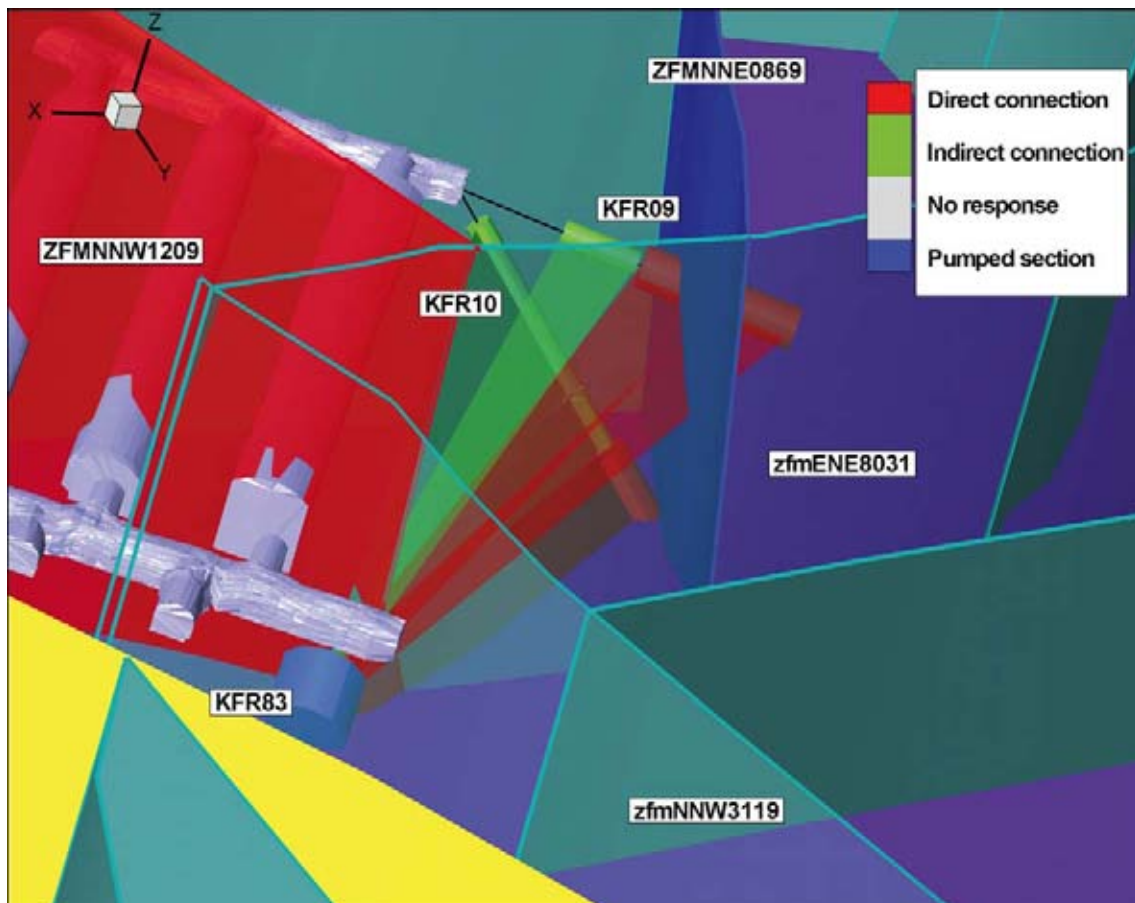 Z
ZFMNNE0869
X
Y
Direct connection
Indirect connection
No response
Pumped section
KFR09
ZFMNNW1209
KFR10
zfmENE8031
KFR83
zfmNNW3119